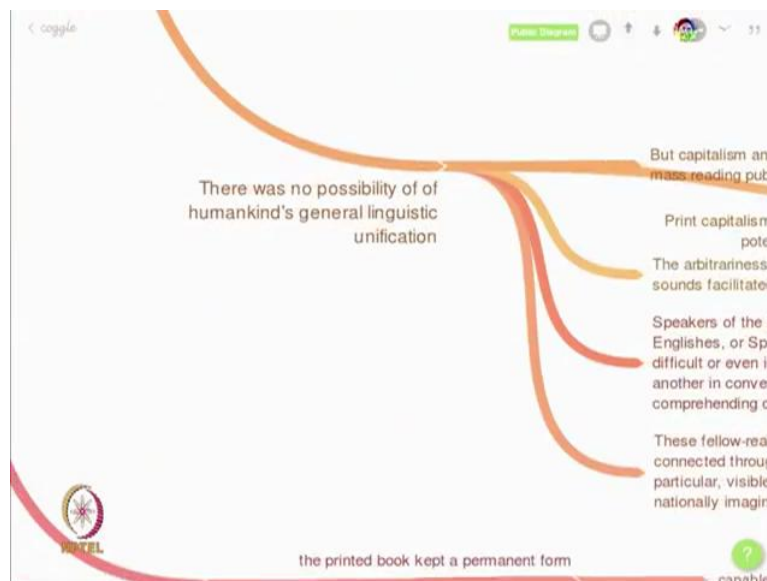 coggle
Public Diagram
There was no possibility of of
humankind's general linguistic
unification
But capitalism an
mass reading pub
Print capitalism
pote
The arbitrariness
sounds facilitate
Speakers of the
Englishes, or Sp
difficult or even i
another in conve
comprehending o
These fellow-rea
connected throug
particular, visible
nationally imagin
NPTEL
the printed book kept a permanent form
?
capable